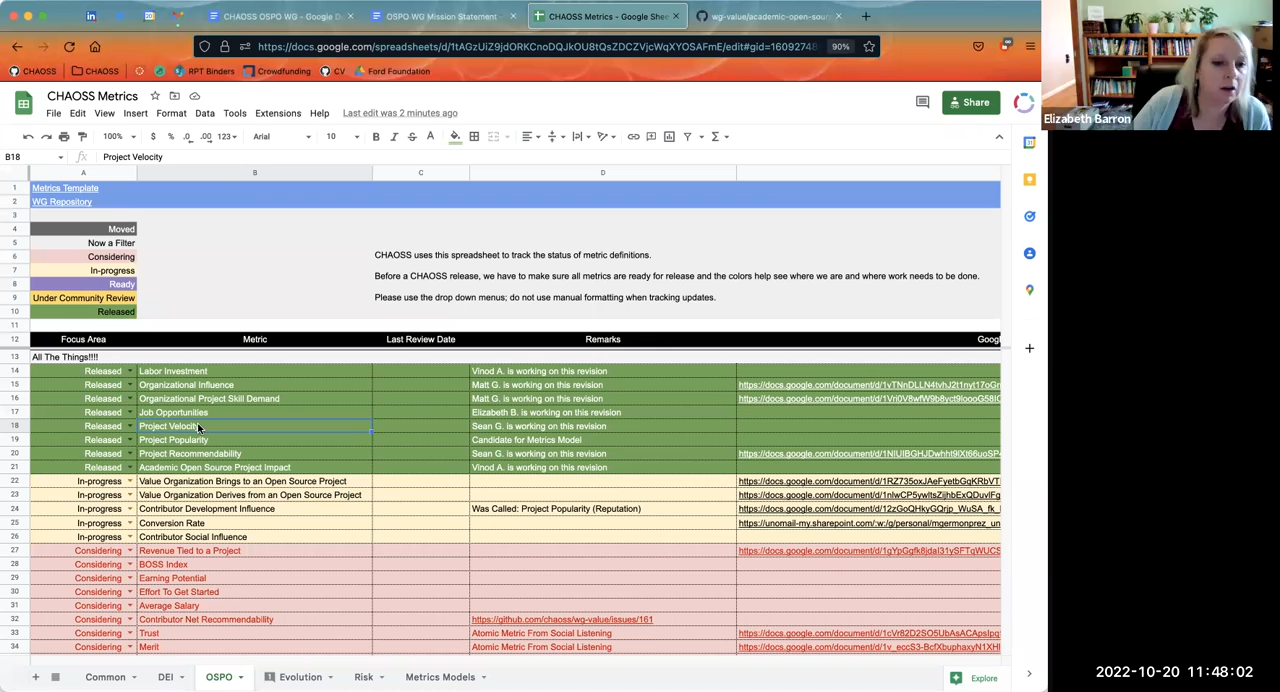 CHAOSS OSPO WG - Google D
OSPO WG Mission Statement -
CHAOSS Metrics - Google Shee
wg-value/academic-open-sour
https://docs.google.com/spreadsheets/d/1tAGzUiZ9jdORKCnoDQJkOU8tQsZDCZVjcWqXYOSAFmE/edit#gid=16092748
90%
CHAOSS
CHAOSS
RPT Binders
Crowdfunding
CV
Ford Foundation
Elizabeth Barron
CHAOSS Metrics
File Edit View Insert Format Data Tools Extensions Help Last edit was 2 minutes ago
Share
100% $ % .0 .00 123 Arial 10 B I S A
B18 fx Project Velocity
A B C D
1 Metrics Template
2 WG Repository
3
4 Moved
5 Now a Filter
6 Considering CHAOSS uses this spreadsheet to track the status of metric definitions.
7 In-progress Before a CHAOSS release, we have to make sure all metrics are ready for release and the colors help see where we are and where work needs to be done.
8 Ready
9 Under Community Review Please use the drop down menus; do not use manual formatting when tracking updates.
10 Released
11
12 Focus Area Metric Last Review Date Remarks Googl
13 All The Things!!!!
14 Released Labor Investment Vinod A. is working on this revision
15 Released Organizational Influence Matt G. is working on this revision
16 Released Organizational Project Skill Demand Matt G. is working on this revision
17 Released Job Opportunities Elizabeth B. is working on this revision
18 Released Project Velocity Sean G. is working on this revision
19 Released Project Popularity Candidate for Metrics Model
20 Released Project Recommendability Sean G. is working on this revision
21 Released Academic Open Source Project Impact Vinod A. is working on this revision
22 In-progress Value Organization Brings to an Open Source Project
23 In-progress Value Organization Derives from an Open Source Project
24 In-progress Contributor Development Influence Was Called: Project Popularity (Reputation)
25 In-progress Conversion Rate
26 In-progress Contributor Social Influence
27 Considering Revenue Tied to a Project
28 Considering BOSS Index
29 Considering Earning Potential
30 Considering Effort To Get Started
31 Considering Average Salary
32 Considering Contributor Net Recommendability https://github.com/chaoss/wg-value/issues/161
33 Considering Trust Atomic Metric From Social Listening
34 Considering Merit Atomic Metric From Social Listening
Common DEI OSPO Evolution Risk Metrics Models
Explore
2022-10-20 11:48:02